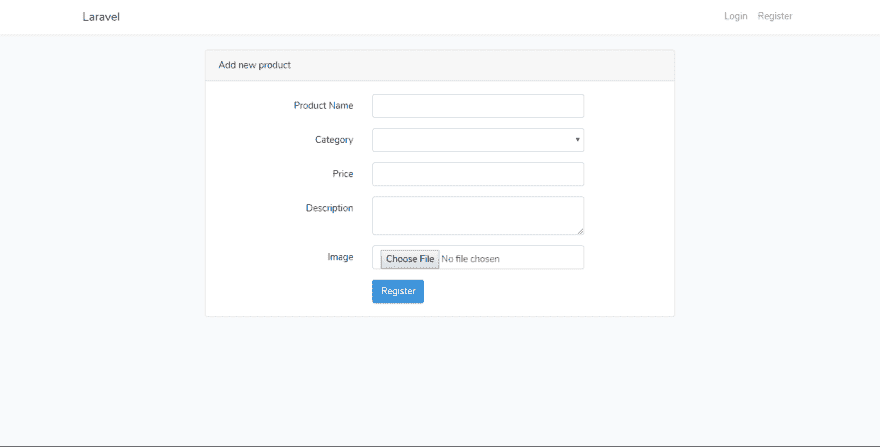 Laravel Login Register
Add new product
Product Name
Category
Price
Description
Image Choose File No file chosen
Register